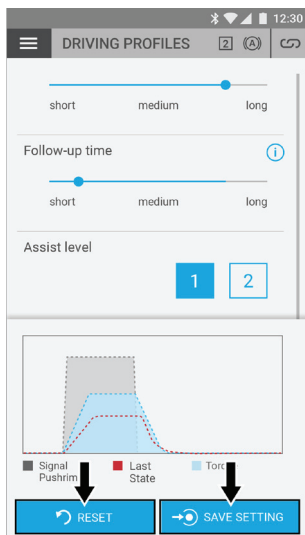 12:30
DRIVING PROFILES 2 (A)
short medium long
Follow-up time i
short medium long
Assist level
1 2
Signal Last
Pushrim State
RESET SAVE SETTING